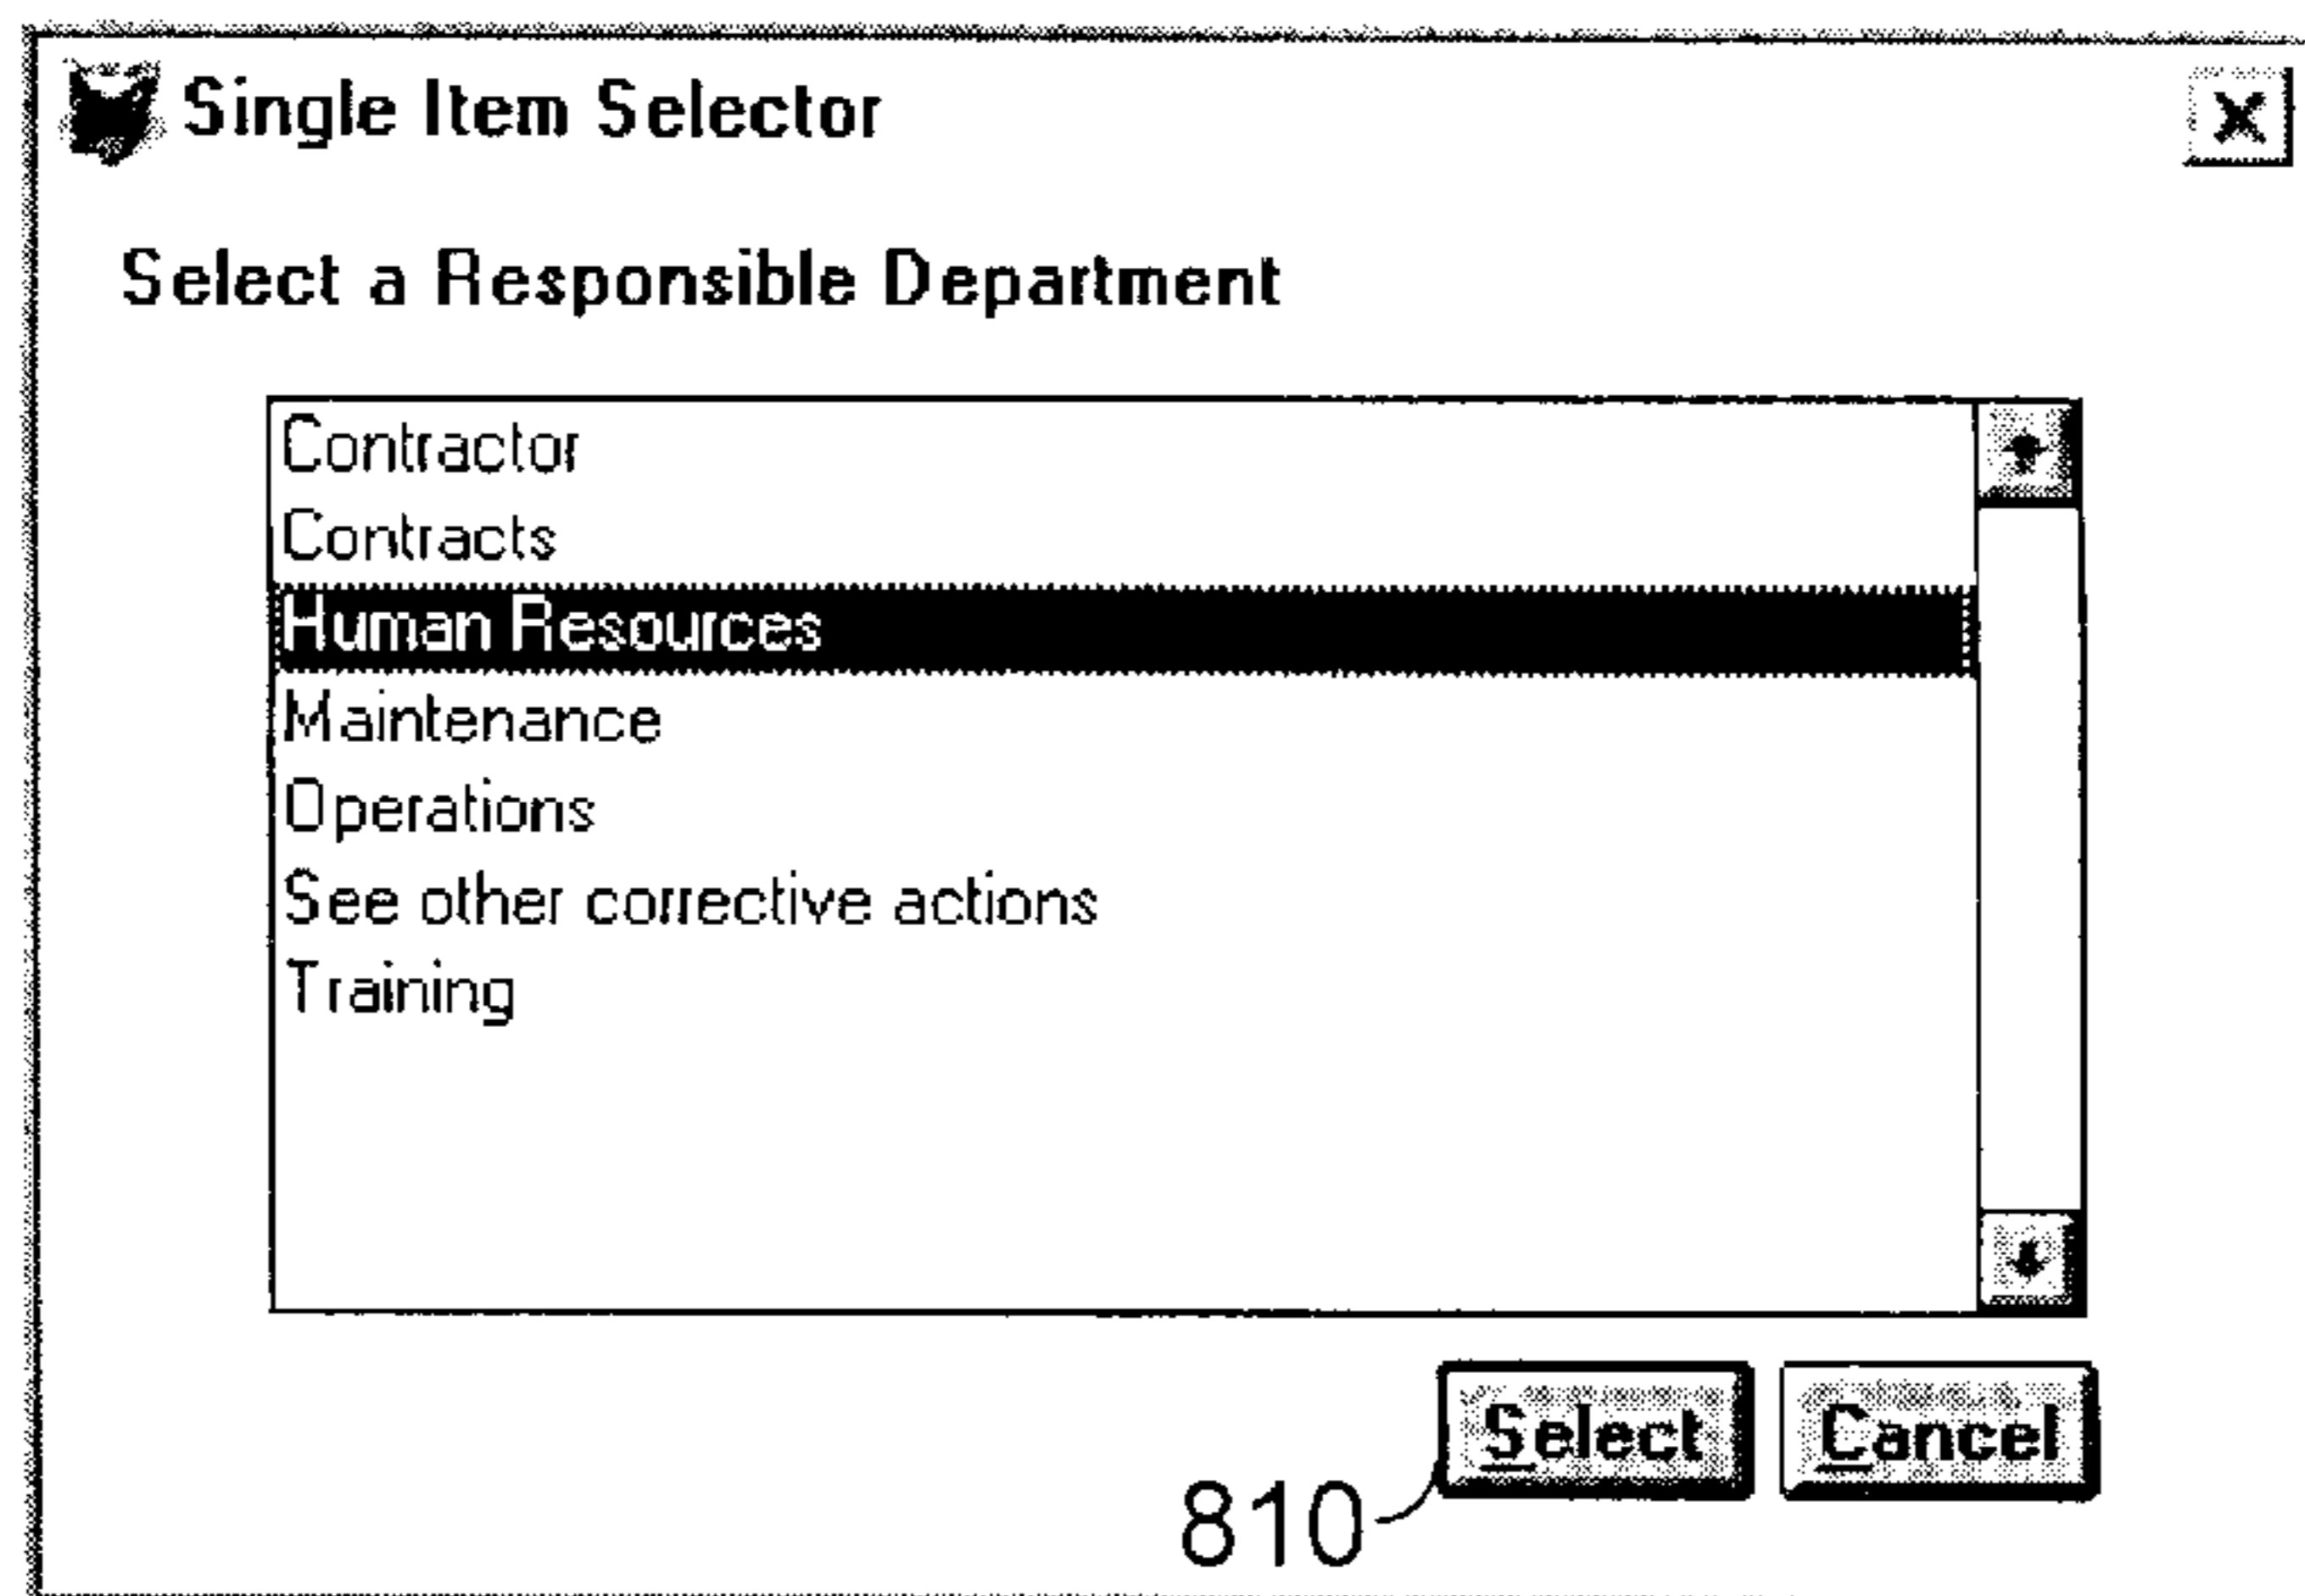 Single Item Selector
Select a Responsible Department
Contractor
Contracts
Human Resources
Maintenance
Operations
See other corrective actions
Training
Select Cancel
810